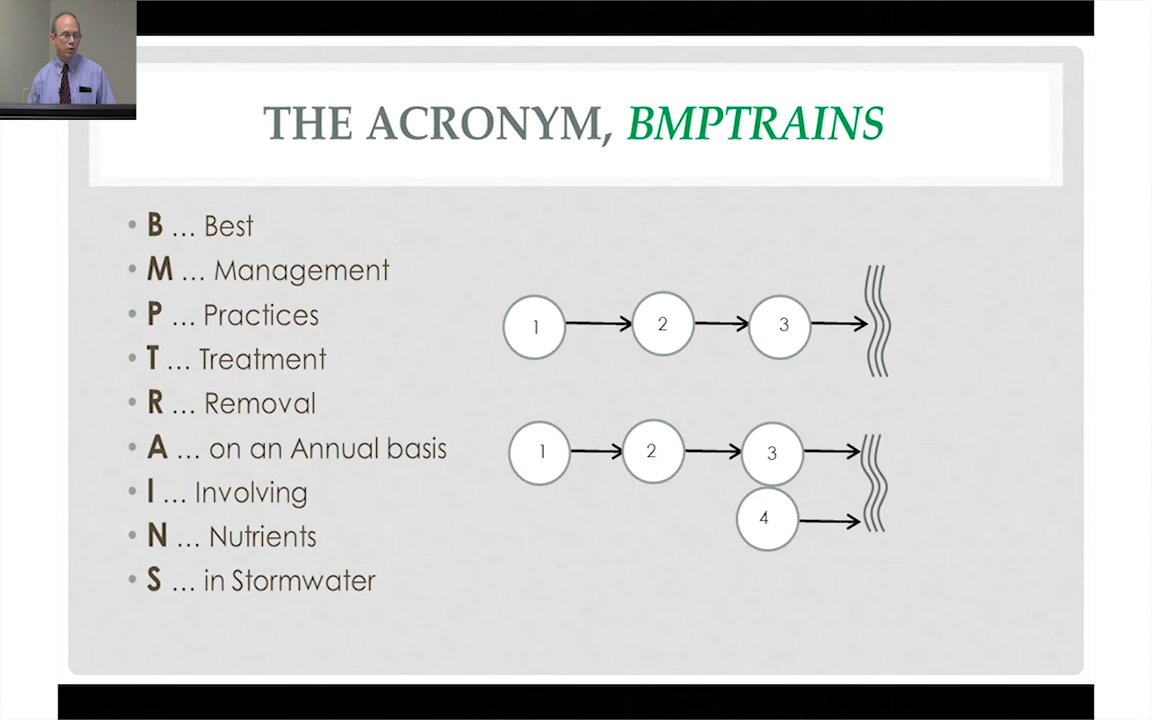 THE ACRONYM, BMPTRAINS
• B ... Best
• M ... Management
• P ... Practices
• T ... Treatment
• R ... Removal
• A ... on an Annual basis
• I ... Involving
• N ... Nutrients
• S ... in Stormwater
1 2 3
1 2 3
4